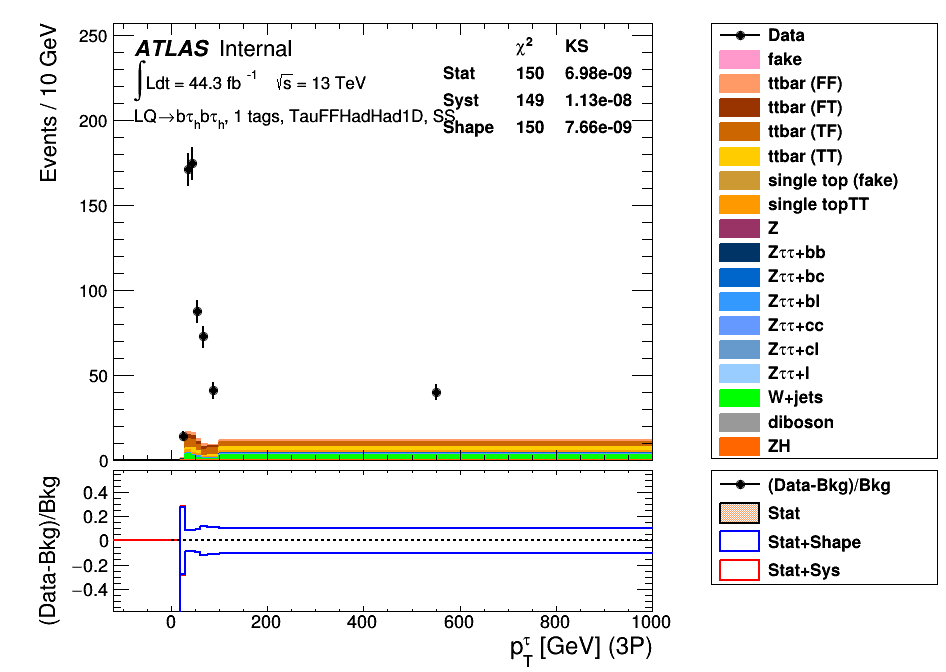 Events / 10 GeV
250
200
150
100
50
0
ATLAS Internal
∫Ldt = 44.3 fb⁻¹ √s = 13 TeV
LQ→bτₕbτₕ, 1 tags, TauFFHadHad1D, SS,
χ² KS
Stat 150 6.98e-09
Syst 149 1.13e-08
Shape 150 7.66e-09
Data
fake
ttbar (FF)
ttbar (FT)
ttbar (TF)
ttbar (TT)
single top (fake)
single topTT
Z
Zττ+bb
Zττ+bc
Zττ+bl
Zττ+cc
Zττ+cl
Zττ+l
W+jets
diboson
ZH
(Data-Bkg)/Bkg
0.4
0.2
0
−0.2
−0.4
0 200 400 600 800 1000
p_T^τ [GeV] (3P)
(Data-Bkg)/Bkg
Stat
Stat+Shape
Stat+Sys